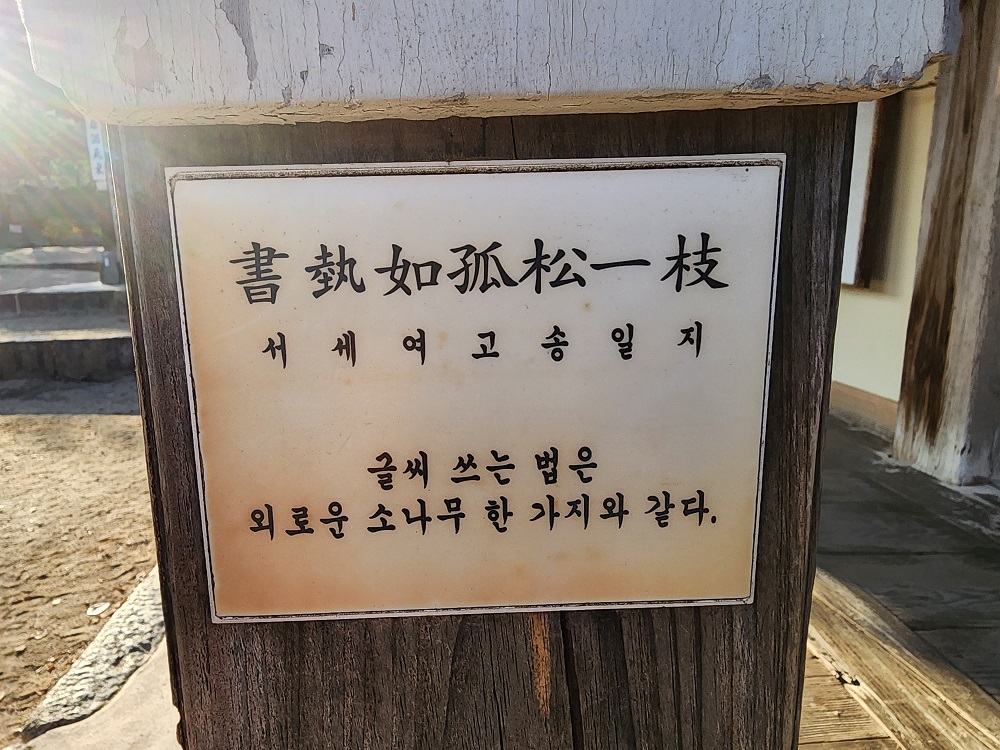 書埶如孤松一枝
서세여고송일지
글씨 쓰는 법은
외로운 소나무 한 가지와 같다.